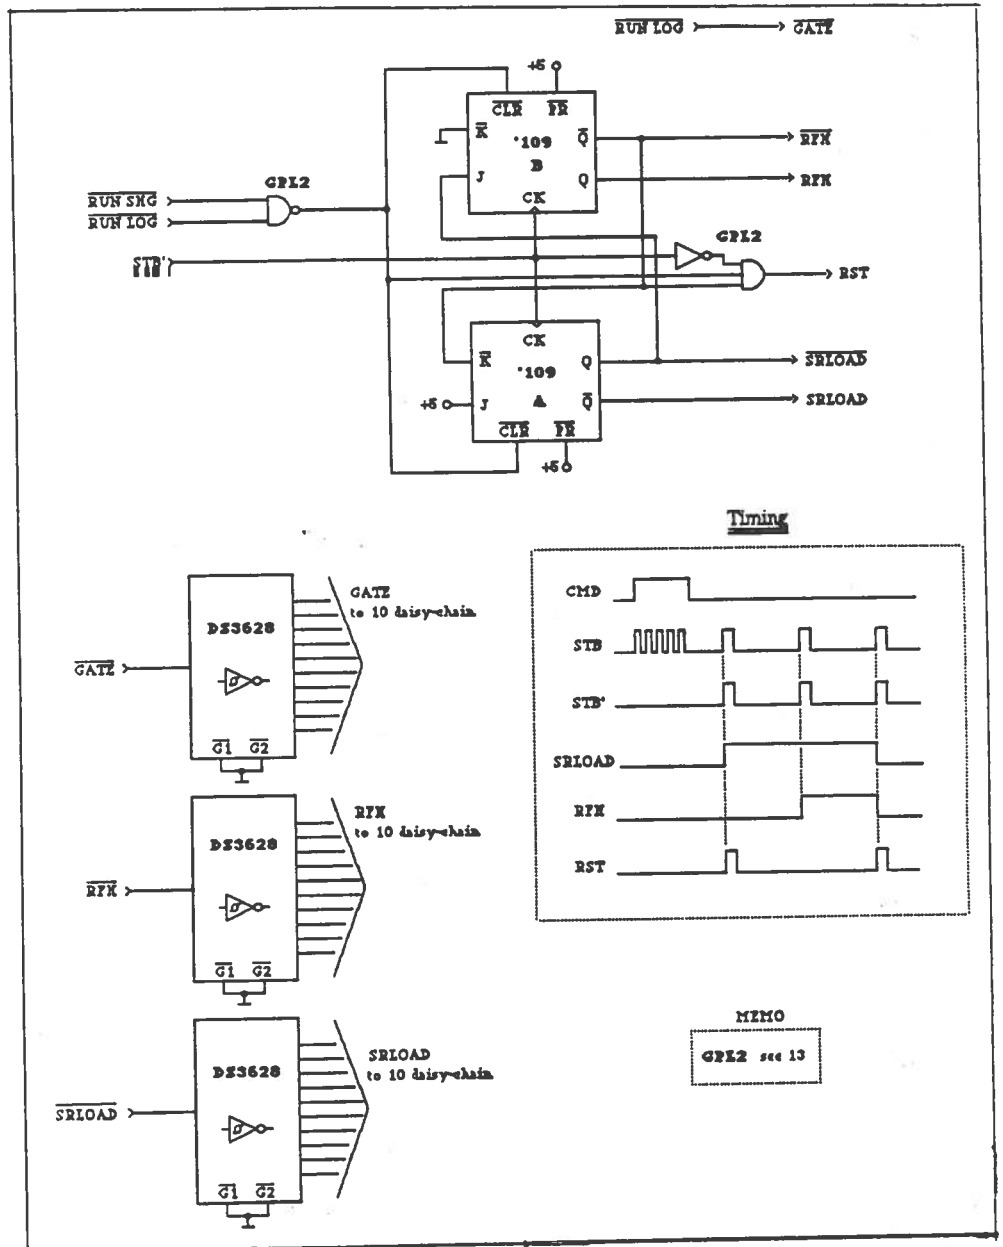 RUN LOG GATE
+5
CLR PR
K Q RFX
'109
B
J Q RFX
CK
GPL2
RUN SNG
RUN LOG
GPL2
STB'
RST
CK
K Q SRLOAD
'109
A
+5 J Q SRLOAD
CLR PR
+5
Timing
CMD
STB
STB'
SRLOAD
RFX
RST
DS3628
GATE
to 10 daisy-chain
GATE
G1 G2
DS3628
RFX
to 10 daisy-chain
RFX
G1 G2
MEMO
GPL2 see 13
DS3628
SRLOAD
to 10 daisy-chain
SRLOAD
G1 G2